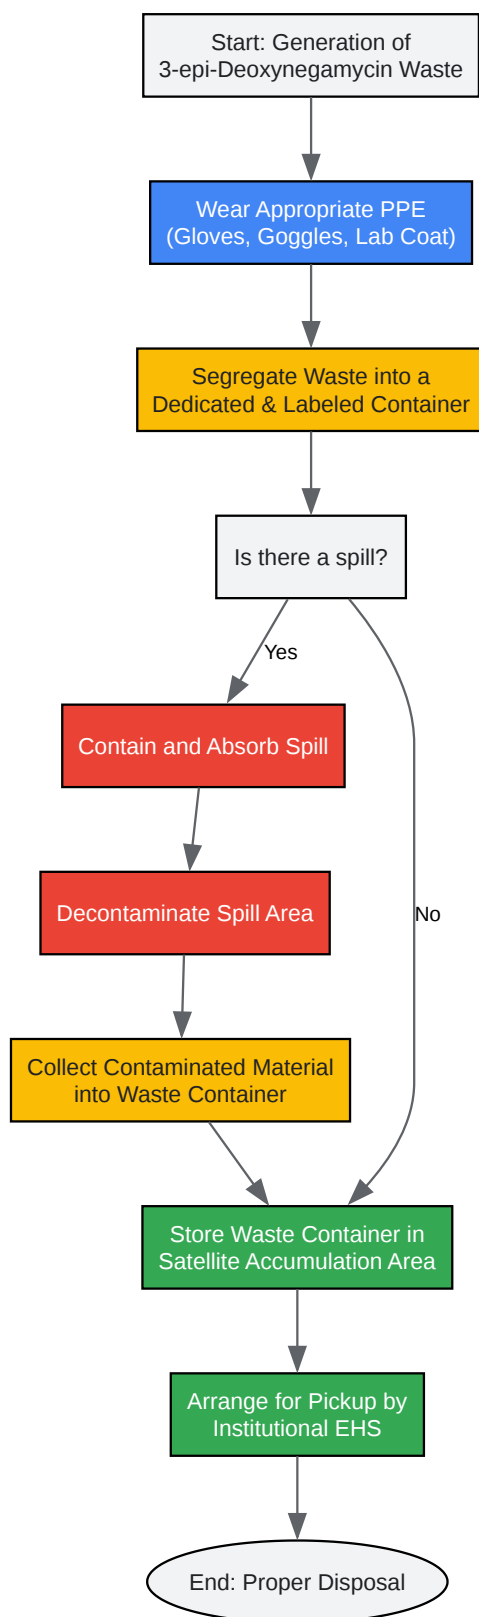 Start: Generation of
3-epi-Deoxynegamycin Waste
Wear Appropriate PPE
(Gloves, Goggles, Lab Coat)
Segregate Waste into a
Dedicated & Labeled Container
Is there a spill?
Yes
Contain and Absorb Spill
Decontaminate Spill Area
No
Collect Contaminated Material
into Waste Container
Store Waste Container in
Satellite Accumulation Area
Arrange for Pickup by
Institutional EHS
End: Proper Disposal